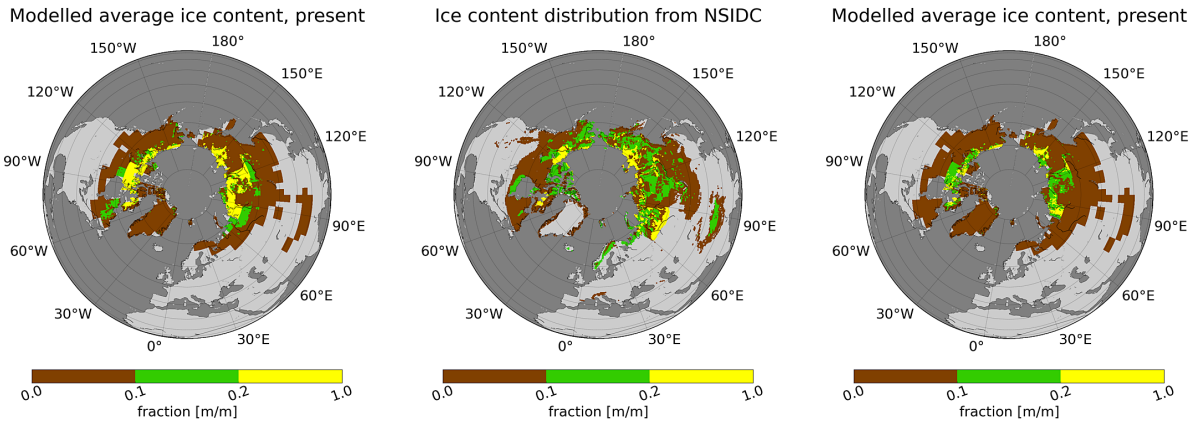 Modelled average ice content, present
180°
150°W
150°E
120°W
120°E
90°W
90°E
60°W
60°E
30°W
30°E
0°
0.0
0.1
0.2
1.0
fraction [m/m]
Ice content distribution from NSIDC
180°
150°W
150°E
120°W
120°E
90°W
90°E
60°W
60°E
30°W
30°E
0°
0.0
0.1
0.2
1.0
fraction [m/m]
Modelled average ice content, present
180°
150°W
150°E
120°W
120°E
90°W
90°E
60°W
60°E
30°W
30°E
0°
0.0
0.1
0.2
1.0
fraction [m/m]